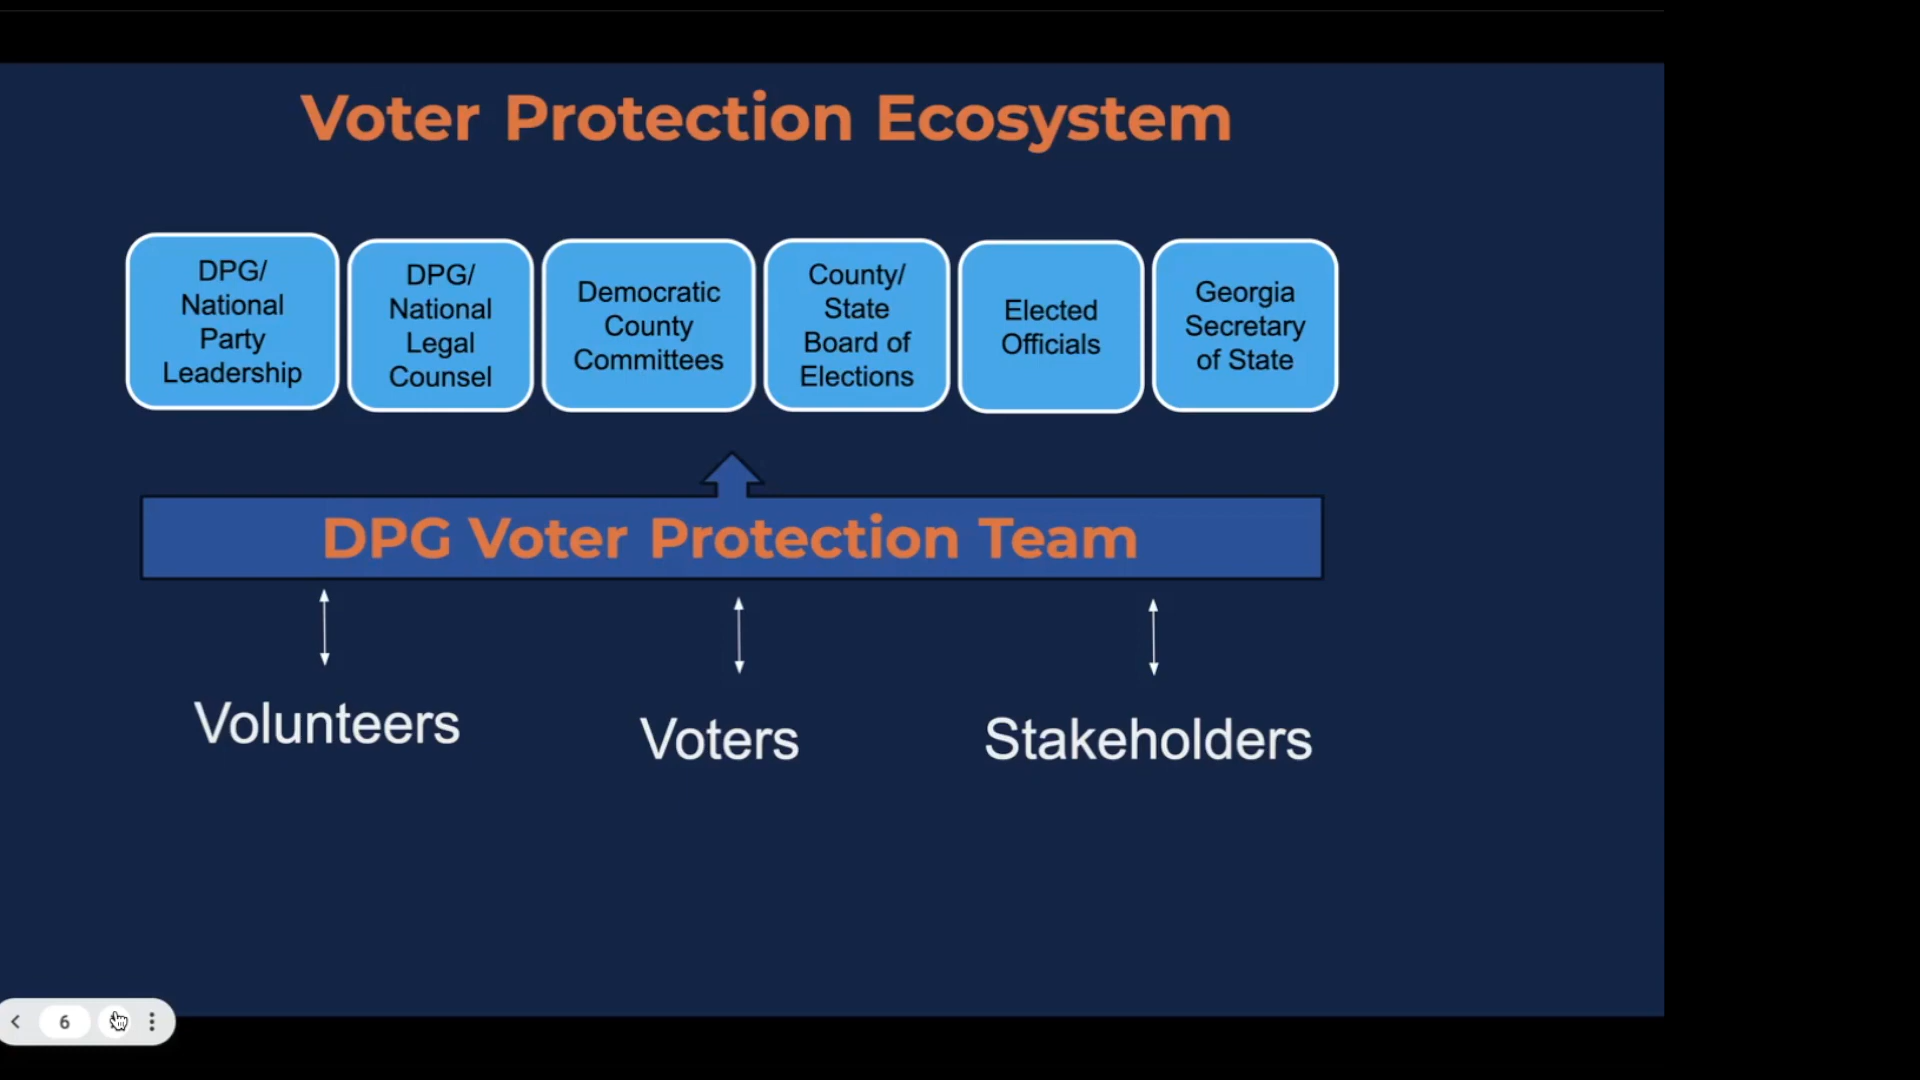 Voter Protection Ecosystem
DPG/
National
Party
Leadership
DPG/
National
Legal
Counsel
Democratic
County
Committees
County/
State
Board of
Elections
Elected
Officials
Georgia
Secretary
of State
DPG Voter Protection Team
Volunteers
Voters
Stakeholders
6